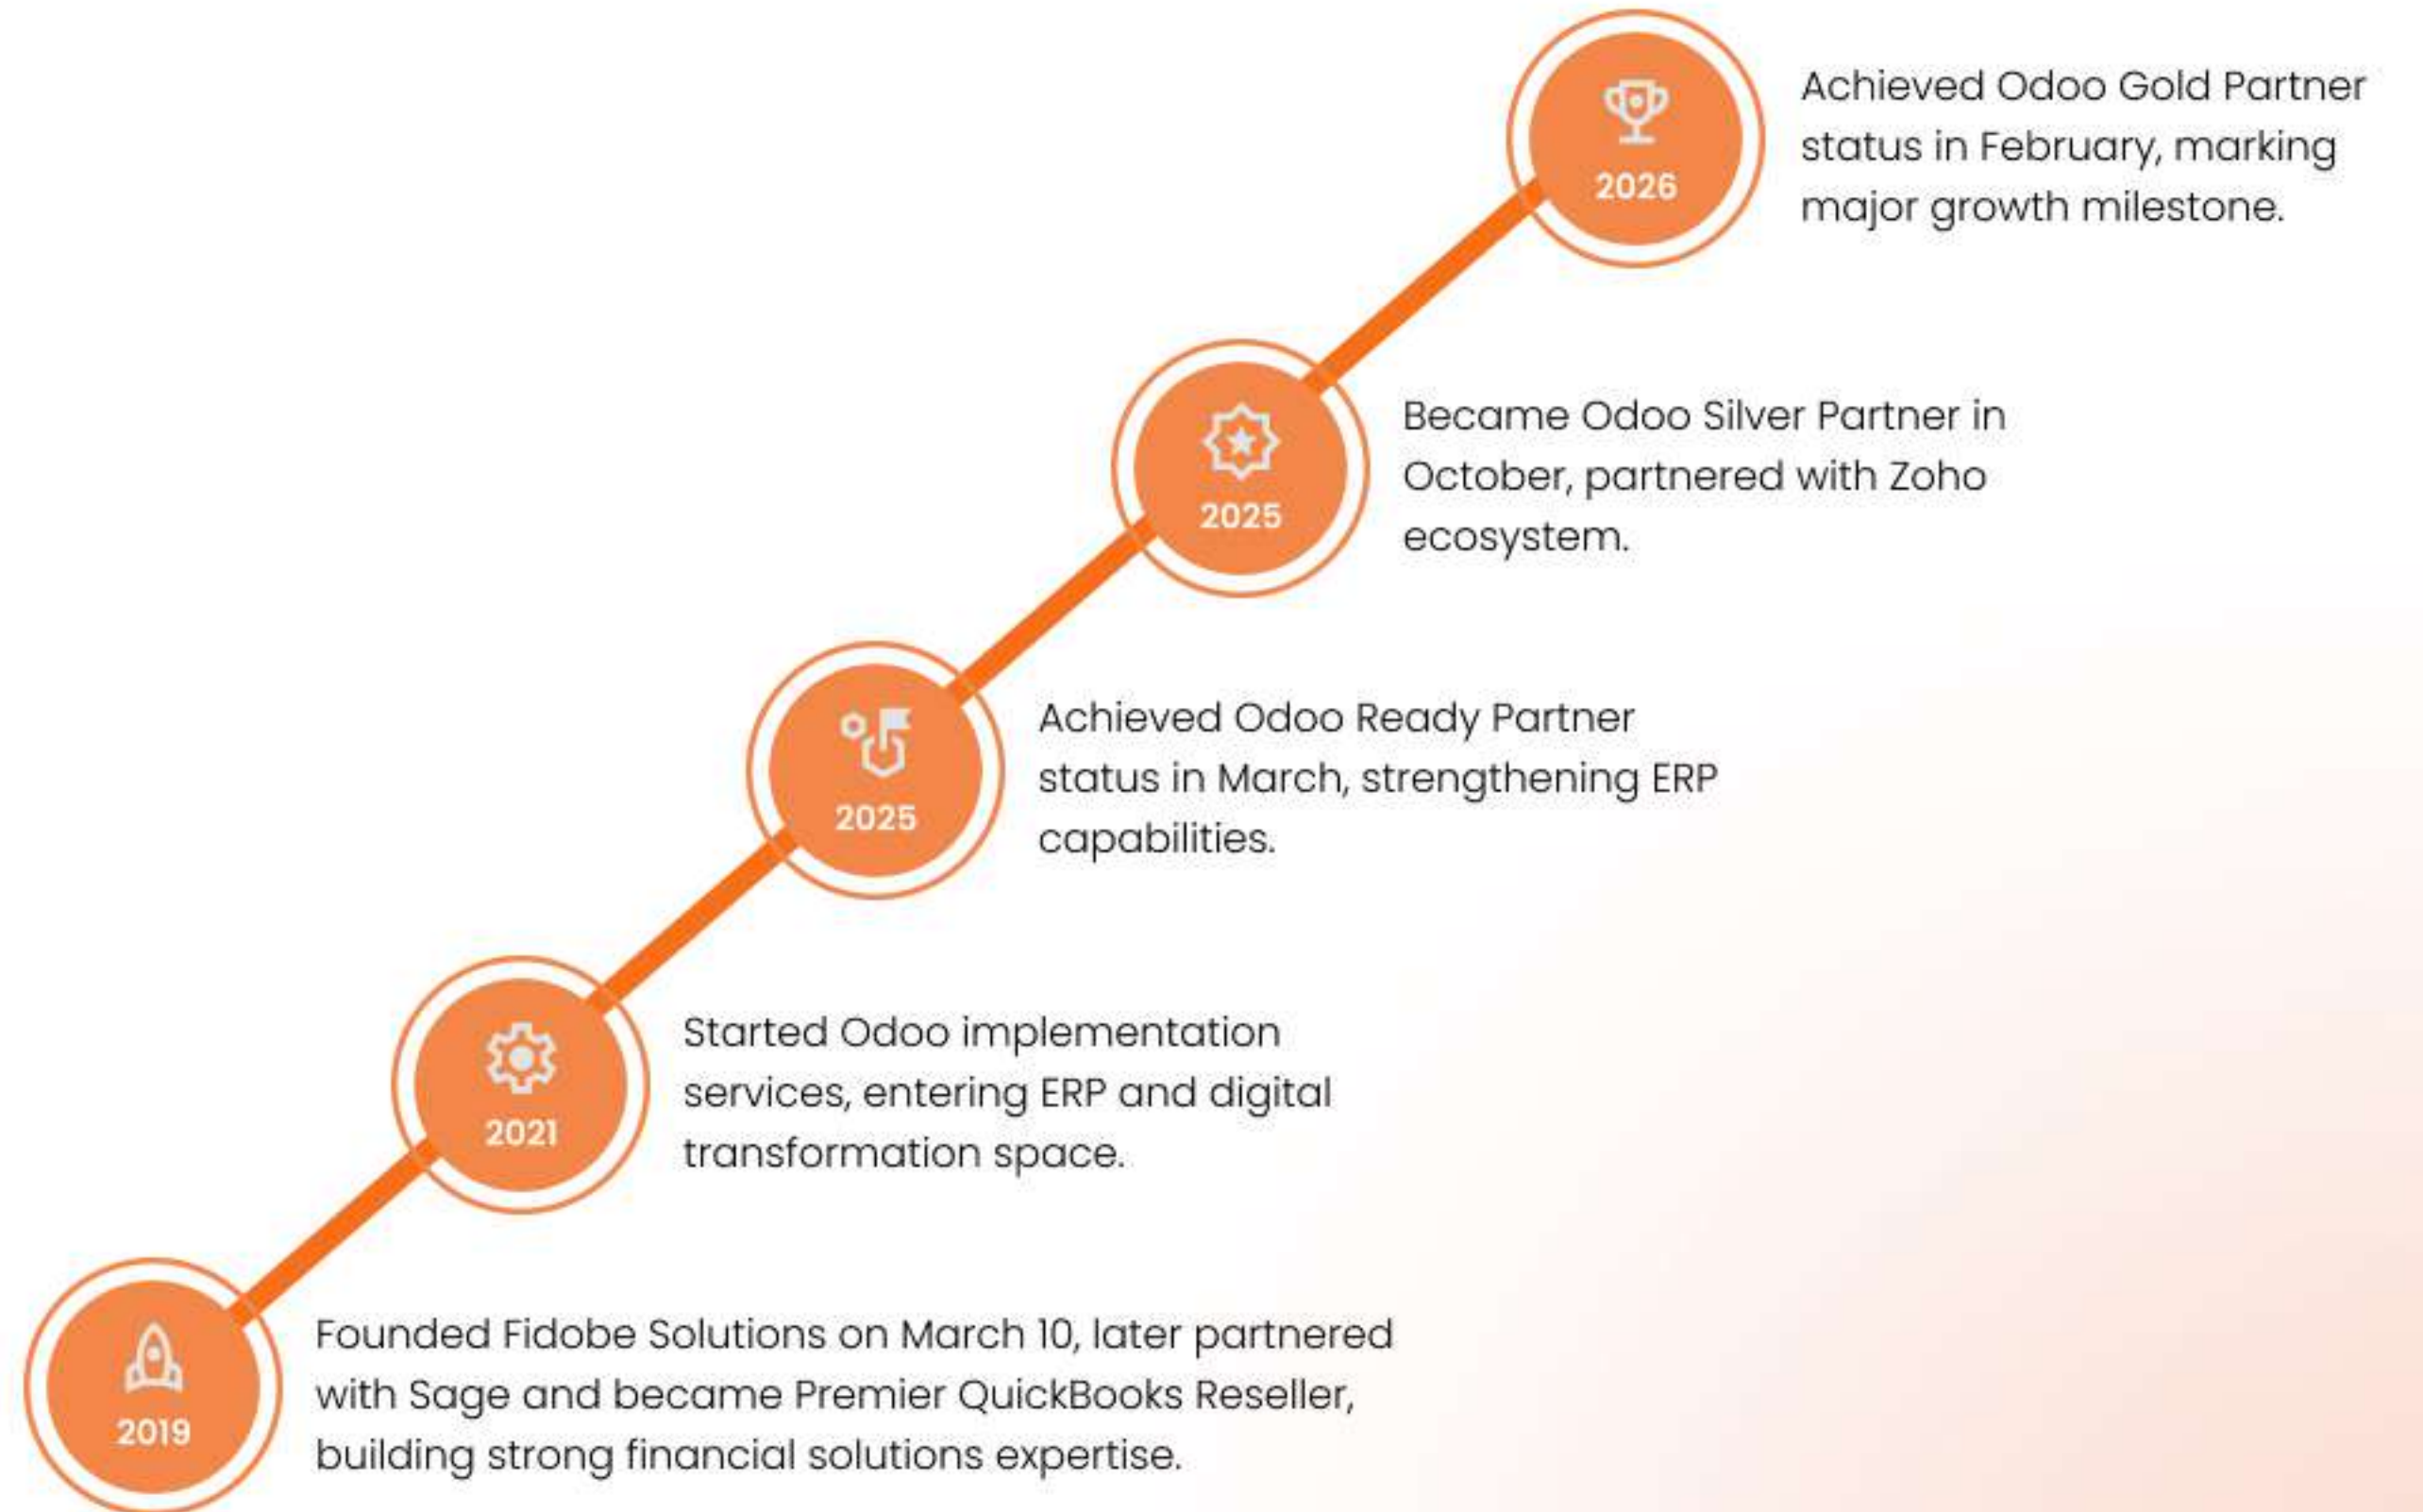 2026
Achieved Odoo Gold Partner
status in February, marking
major growth milestone.
2025
Became Odoo Silver Partner in
October, partnered with Zoho
ecosystem.
2025
Achieved Odoo Ready Partner
status in March, strengthening ERP
capabilities.
2021
Started Odoo implementation
services, entering ERP and digital
transformation space.
2019
Founded Fidobe Solutions on March 10, later partnered
with Sage and became Premier QuickBooks Reseller,
building strong financial solutions expertise.